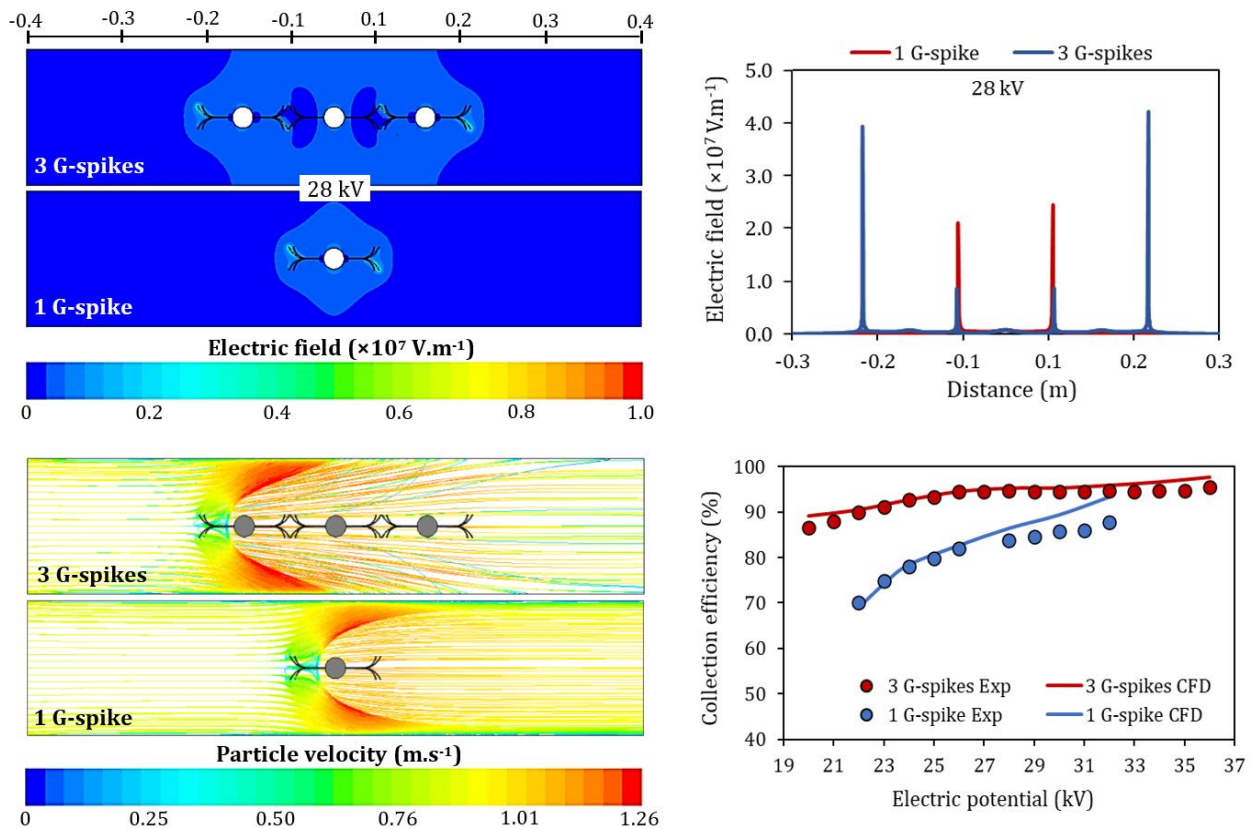 -0.4 -0.3 -0.2 -0.1 0.1 0.2 0.3 0.4
3 G-spikes
28 kV
1 G-spike
Electric field (×10⁷ V.m⁻¹)
0 0.2 0.4 0.6 0.8 1.0
1 G-spike 3 G-spikes
28 kV
5.0
4.0
3.0
2.0
1.0
0.0
Electric field (×10⁷ V.m⁻¹)
-0.3 -0.2 -0.1 0.1 0.2 0.3
Distance (m)
3 G-spikes
1 G-spike
Particle velocity (m.s⁻¹)
0 0.25 0.50 0.76 1.01 1.26
100
90
80
70
60
50
40
Collection efficiency (%)
3 G-spikes Exp 3 G-spikes CFD
1 G-spike Exp 1 G-spike CFD
19 21 23 25 27 29 31 33 35 37
Electric potential (kV)